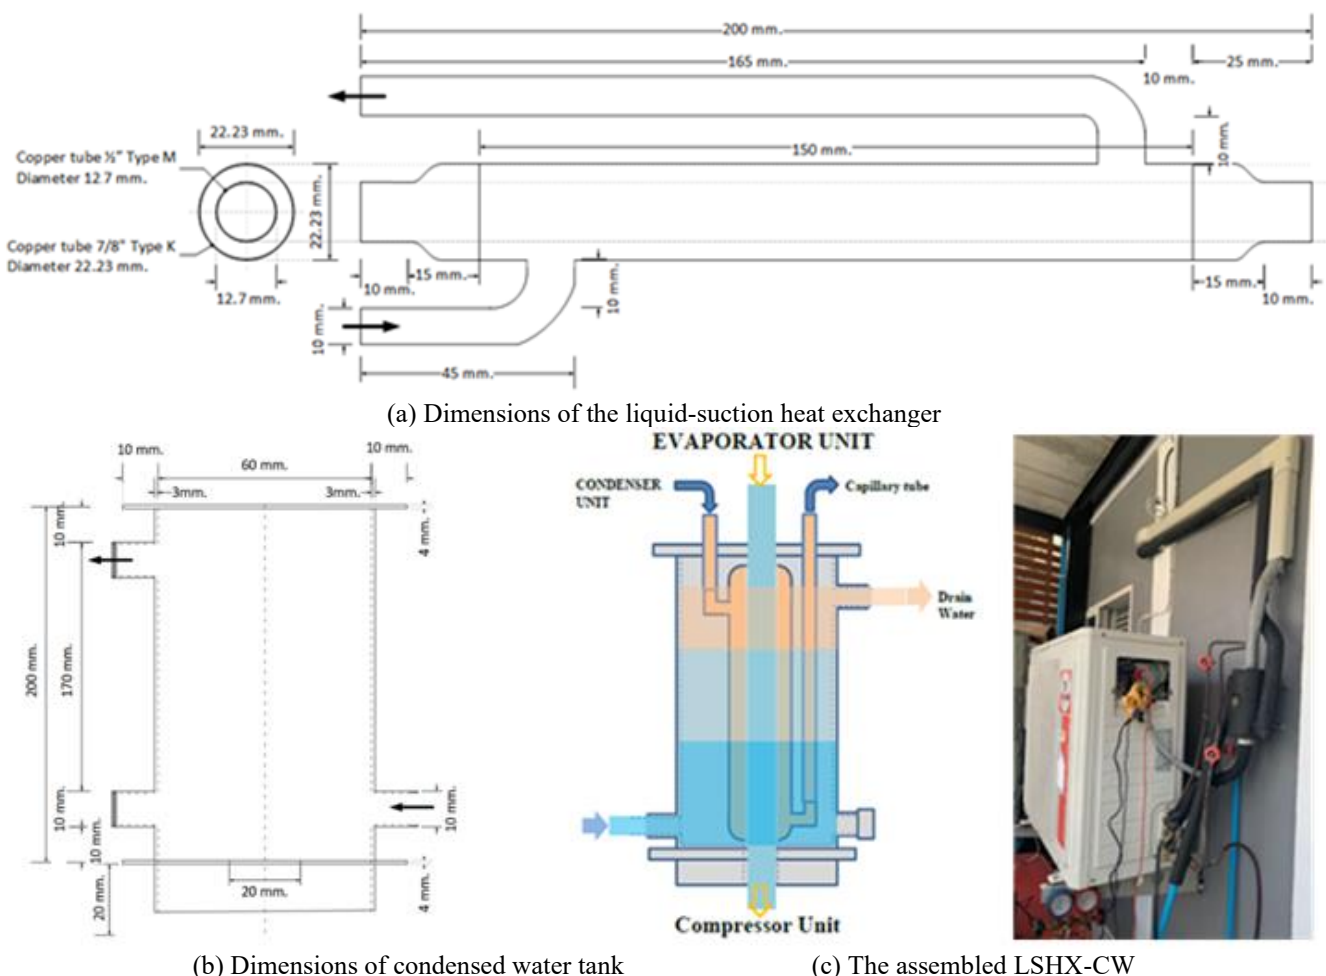 200 mm.
165 mm.
25 mm.
10 mm.
22.23 mm.
Copper tube ½" Type M
Diameter 12.7 mm.
150 mm.
10 mm.
22.23 mm.
Copper tube 7/8" Type K
Diameter 22.23 mm.
12.7 mm.
15 mm.
10 mm.
10 mm.
15 mm.
10 mm.
10 mm.
45 mm.
(a) Dimensions of the liquid-suction heat exchanger
10 mm.
10 mm.
60 mm.
3mm.
3mm.
10 mm.
4 mm.
200 mm.
170 mm.
10 mm.
10 mm.
10 mm.
20 mm.
4 mm.
20 mm.
(b) Dimensions of condensed water tank
EVAPORATOR UNIT
CONDENSER
UNIT
Capillary tube
Drain
Water
Compressor Unit
(c) The assembled LSHX-CW